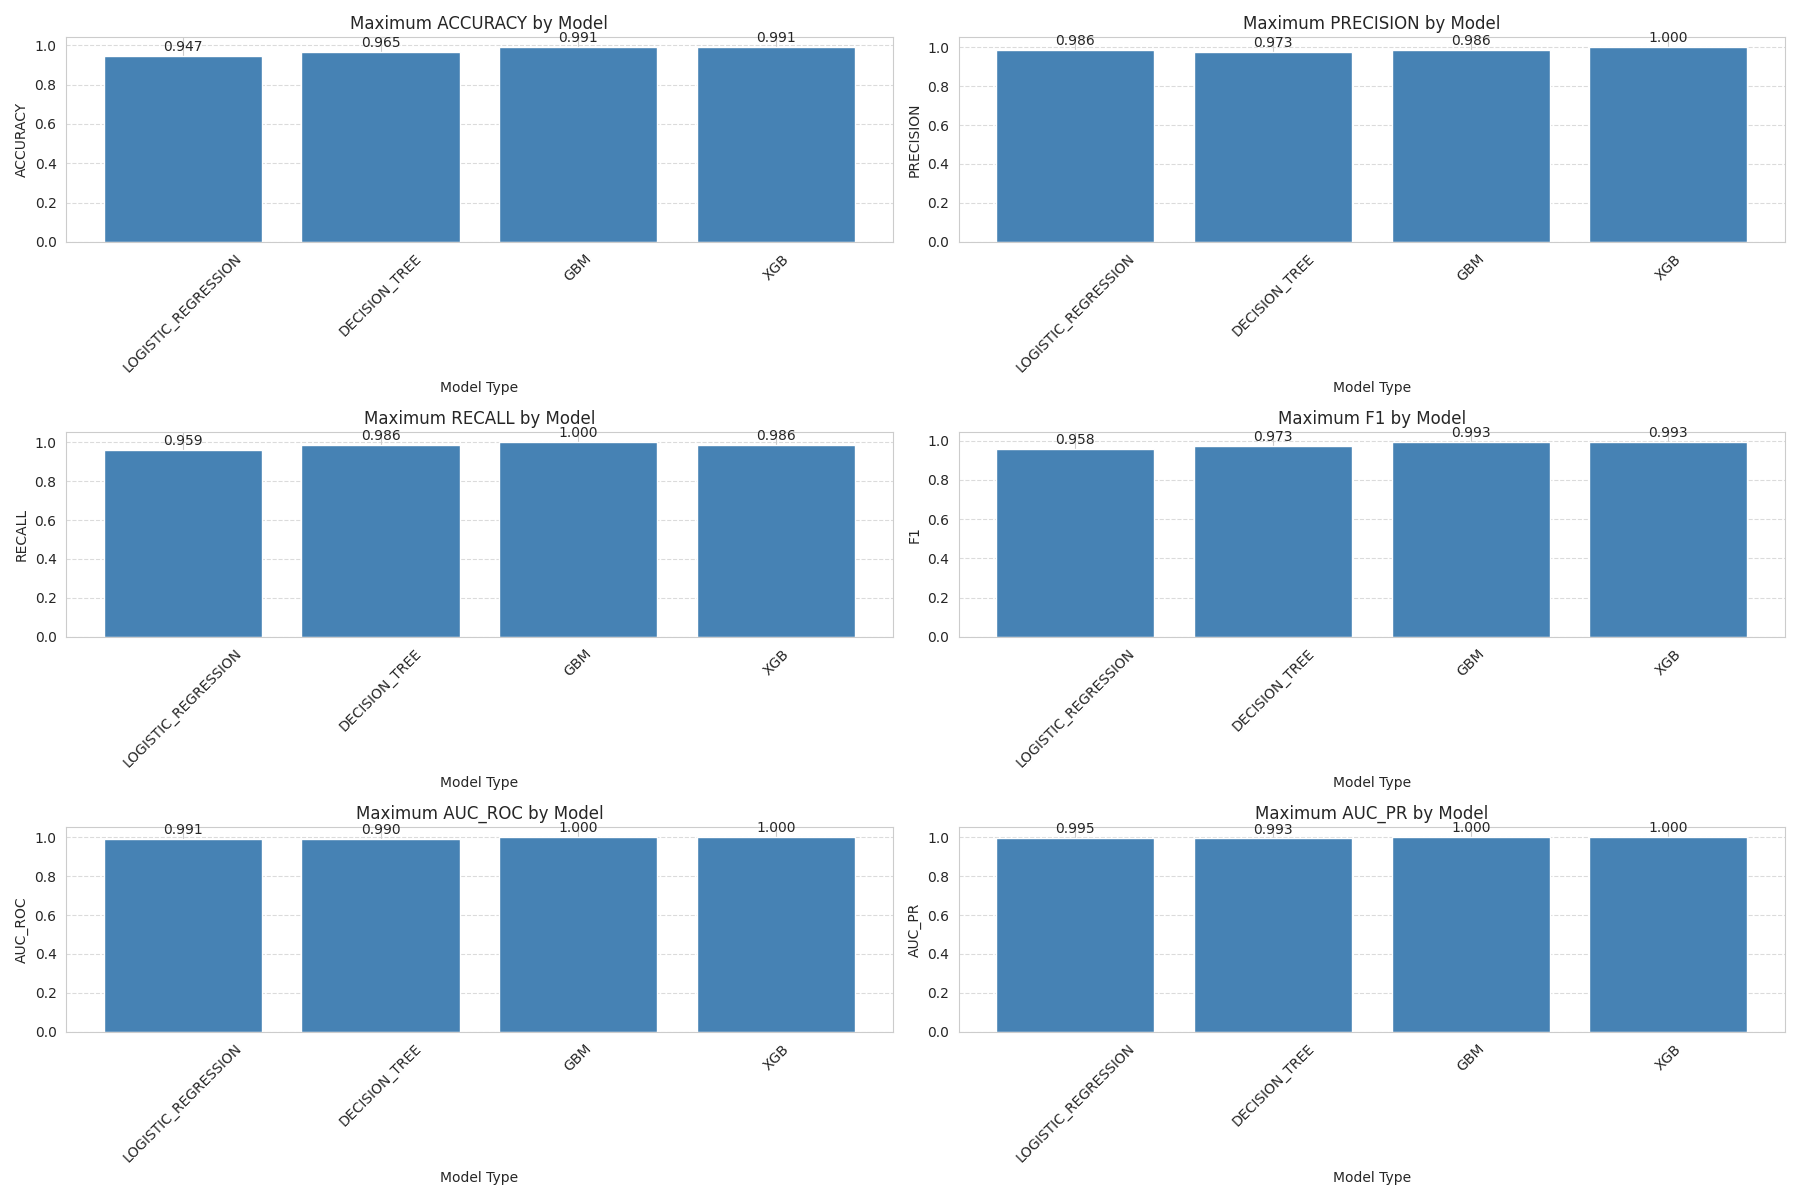 Maximum ACCURACY by Model
0.947 0.965 0.991 0.991
ACCURACY
1.0
0.8
0.6
0.4
0.2
0.0
LOGISTIC_REGRESSION DECISION_TREE GBM XGB
Model Type
Maximum PRECISION by Model
0.986 0.973 0.986 1.000
PRECISION
1.0
0.8
0.6
0.4
0.2
0.0
LOGISTIC_REGRESSION DECISION_TREE GBM XGB
Model Type
Maximum RECALL by Model
0.959 0.986 1.000 0.986
RECALL
1.0
0.8
0.6
0.4
0.2
0.0
LOGISTIC_REGRESSION DECISION_TREE GBM XGB
Model Type
Maximum F1 by Model
0.958 0.973 0.993 0.993
F1
1.0
0.8
0.6
0.4
0.2
0.0
LOGISTIC_REGRESSION DECISION_TREE GBM XGB
Model Type
Maximum AUC_ROC by Model
0.991 0.990 1.000 1.000
AUC_ROC
1.0
0.8
0.6
0.4
0.2
0.0
LOGISTIC_REGRESSION DECISION_TREE GBM XGB
Model Type
Maximum AUC_PR by Model
0.995 0.993 1.000 1.000
AUC_PR
1.0
0.8
0.6
0.4
0.2
0.0
LOGISTIC_REGRESSION DECISION_TREE GBM XGB
Model Type